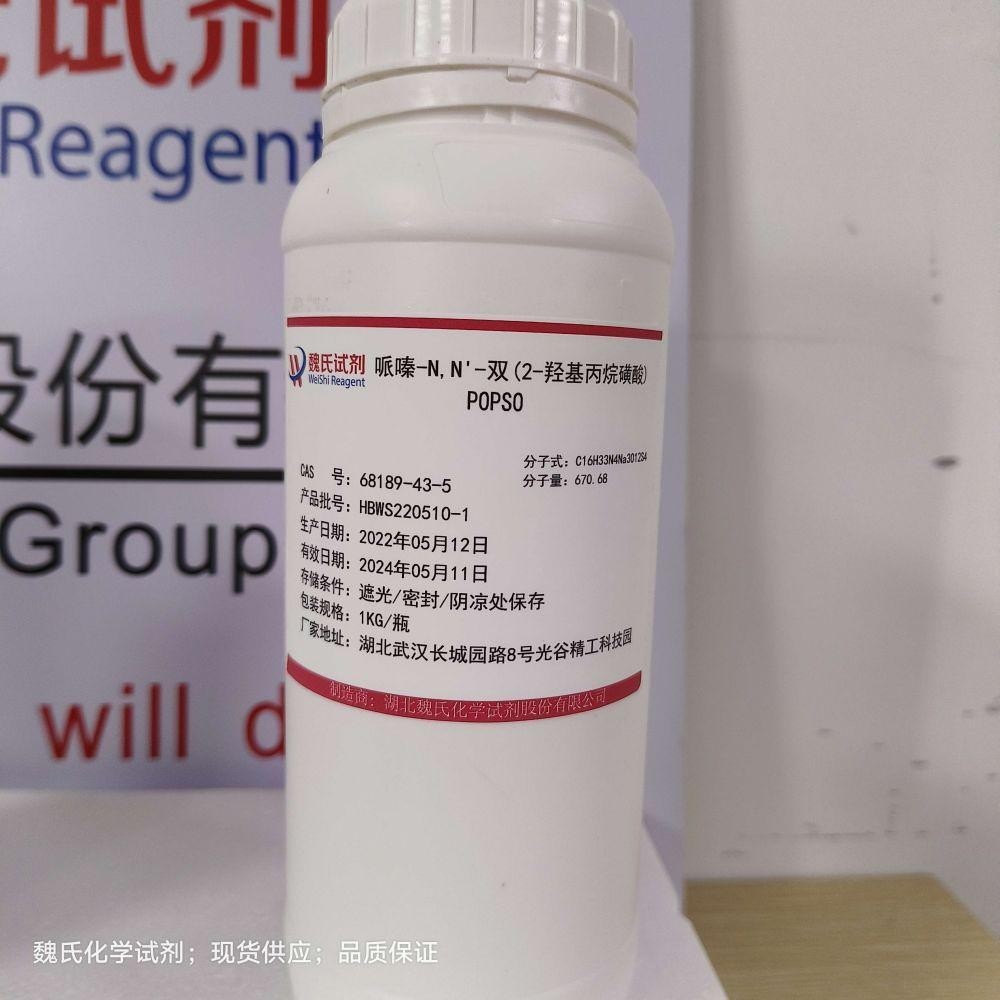 试剂
Reagent
股份有
Group
will d
魏氏试剂
WeiShi Reagent
哌嗪-N,N'-双(2-羟基丙烷磺酸)
POPSO
分子式: C16H33N4Na3O12S4
分子量: 670.68
CAS 号: 68189-43-5
产品批号: HBWS220510-1
生产日期: 2022年05月12日
有效日期: 2024年05月11日
存储条件: 遮光/密封/阴凉处保存
包装规格: 1KG/瓶
厂家地址: 湖北武汉长城园路8号光谷精工科技园
制造商: 湖北魏氏化学试剂股份有限公司
魏氏化学试剂; 现货供应; 品质保证